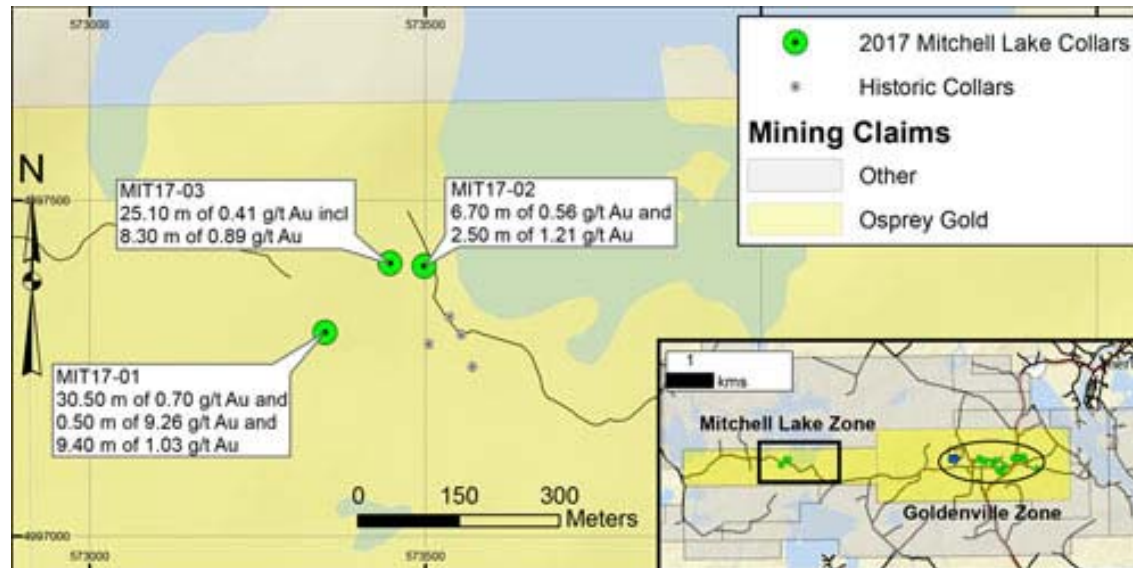 573000
573500
2017 Mitchell Lake Collars
Historic Collars
Mining Claims
Other
Osprey Gold
N
MIT17-03
25.10 m of 0.41 g/t Au incl
8.30 m of 0.89 g/t Au
MIT17-02
6.70 m of 0.56 g/t Au and
2.50 m of 1.21 g/t Au
MIT17-01
30.50 m of 0.70 g/t Au and
0.50 m of 9.26 g/t Au and
9.40 m of 1.03 g/t Au
0 150 300
Meters
4997000
573000
573500
1
kms
Mitchell Lake Zone
Goldenville Zone